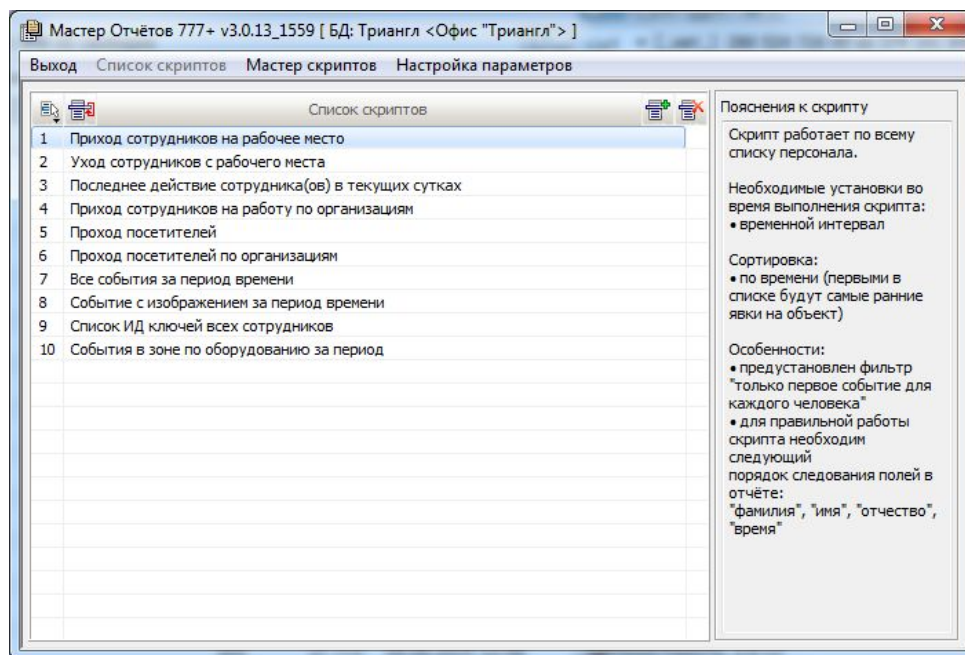 Мастер Отчётов 777+ v3.0.13_1559 [ БД: Триангл <Офис "Триангл"> ]
Выход Список скриптов Мастер скриптов Настройка параметров
Список скриптов
1 Приход сотрудников на рабочее место
2 Уход сотрудников с рабочего места
3 Последнее действие сотрудника(ов) в текущих сутках
4 Приход сотрудников на работу по организациям
5 Проход посетителей
6 Проход посетителей по организациям
7 Все события за период времени
8 Событие с изображением за период времени
9 Список ИД ключей всех сотрудников
10 События в зоне по оборудованию за период
Пояснения к скрипту
Скрипт работает по всему
списку персонала.
Необходимые установки во
время выполнения скрипта:
• временной интервал
Сортировка:
• по времени (первыми в
списке будут самые ранние
явки на объект)
Особенности:
• предустановлен фильтр
"только первое событие для
каждого человека"
• для правильной работы
скрипта необходим
следующий
порядок следования полей в
отчёте:
"фамилия", "имя", "отчество",
"время"